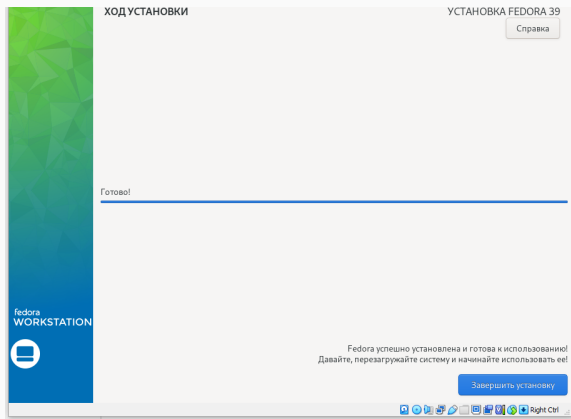 ХОД УСТАНОВКИ
УСТАНОВКА FEDORA 39
Справка
Готово!
fedora
WORKSTATION
Fedora успешно установлена и готова к использованию!
Давайте, перезагружайте систему и начинайте использовать ее!
Завершить установку
Right Ctrl